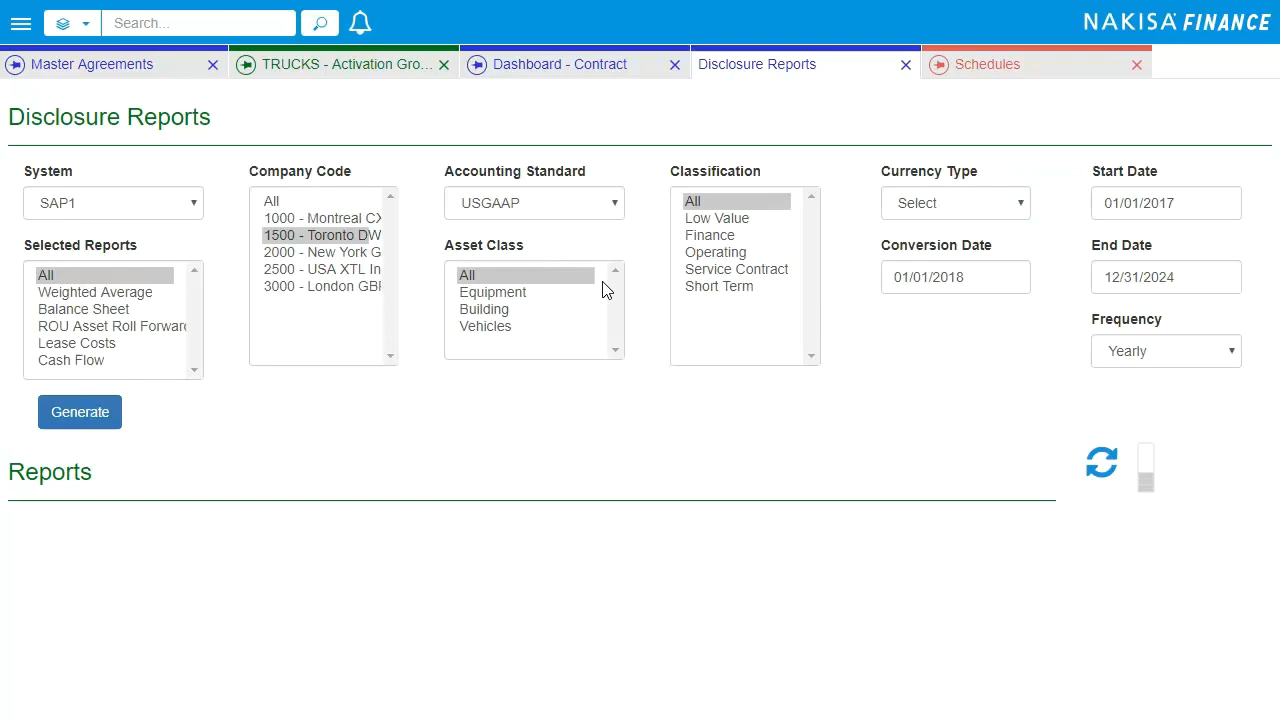 Search...
NAKISA FINANCE
Master Agreements
TRUCKS - Activation Gro...
Dashboard - Contract
Disclosure Reports
Schedules
Disclosure Reports
System
SAP1
Selected Reports
All
Weighted Average
Balance Sheet
ROU Asset Roll Forward
Lease Costs
Cash Flow
Company Code
All
1000 - Montreal CX
1500 - Toronto DW
2000 - New York G
2500 - USA XTL In
3000 - London GBI
Accounting Standard
USGAAP
Asset Class
All
Equipment
Building
Vehicles
Classification
All
Low Value
Finance
Operating
Service Contract
Short Term
Currency Type
Select
Conversion Date
01/01/2018
Start Date
01/01/2017
End Date
12/31/2024
Frequency
Yearly
Generate
Reports